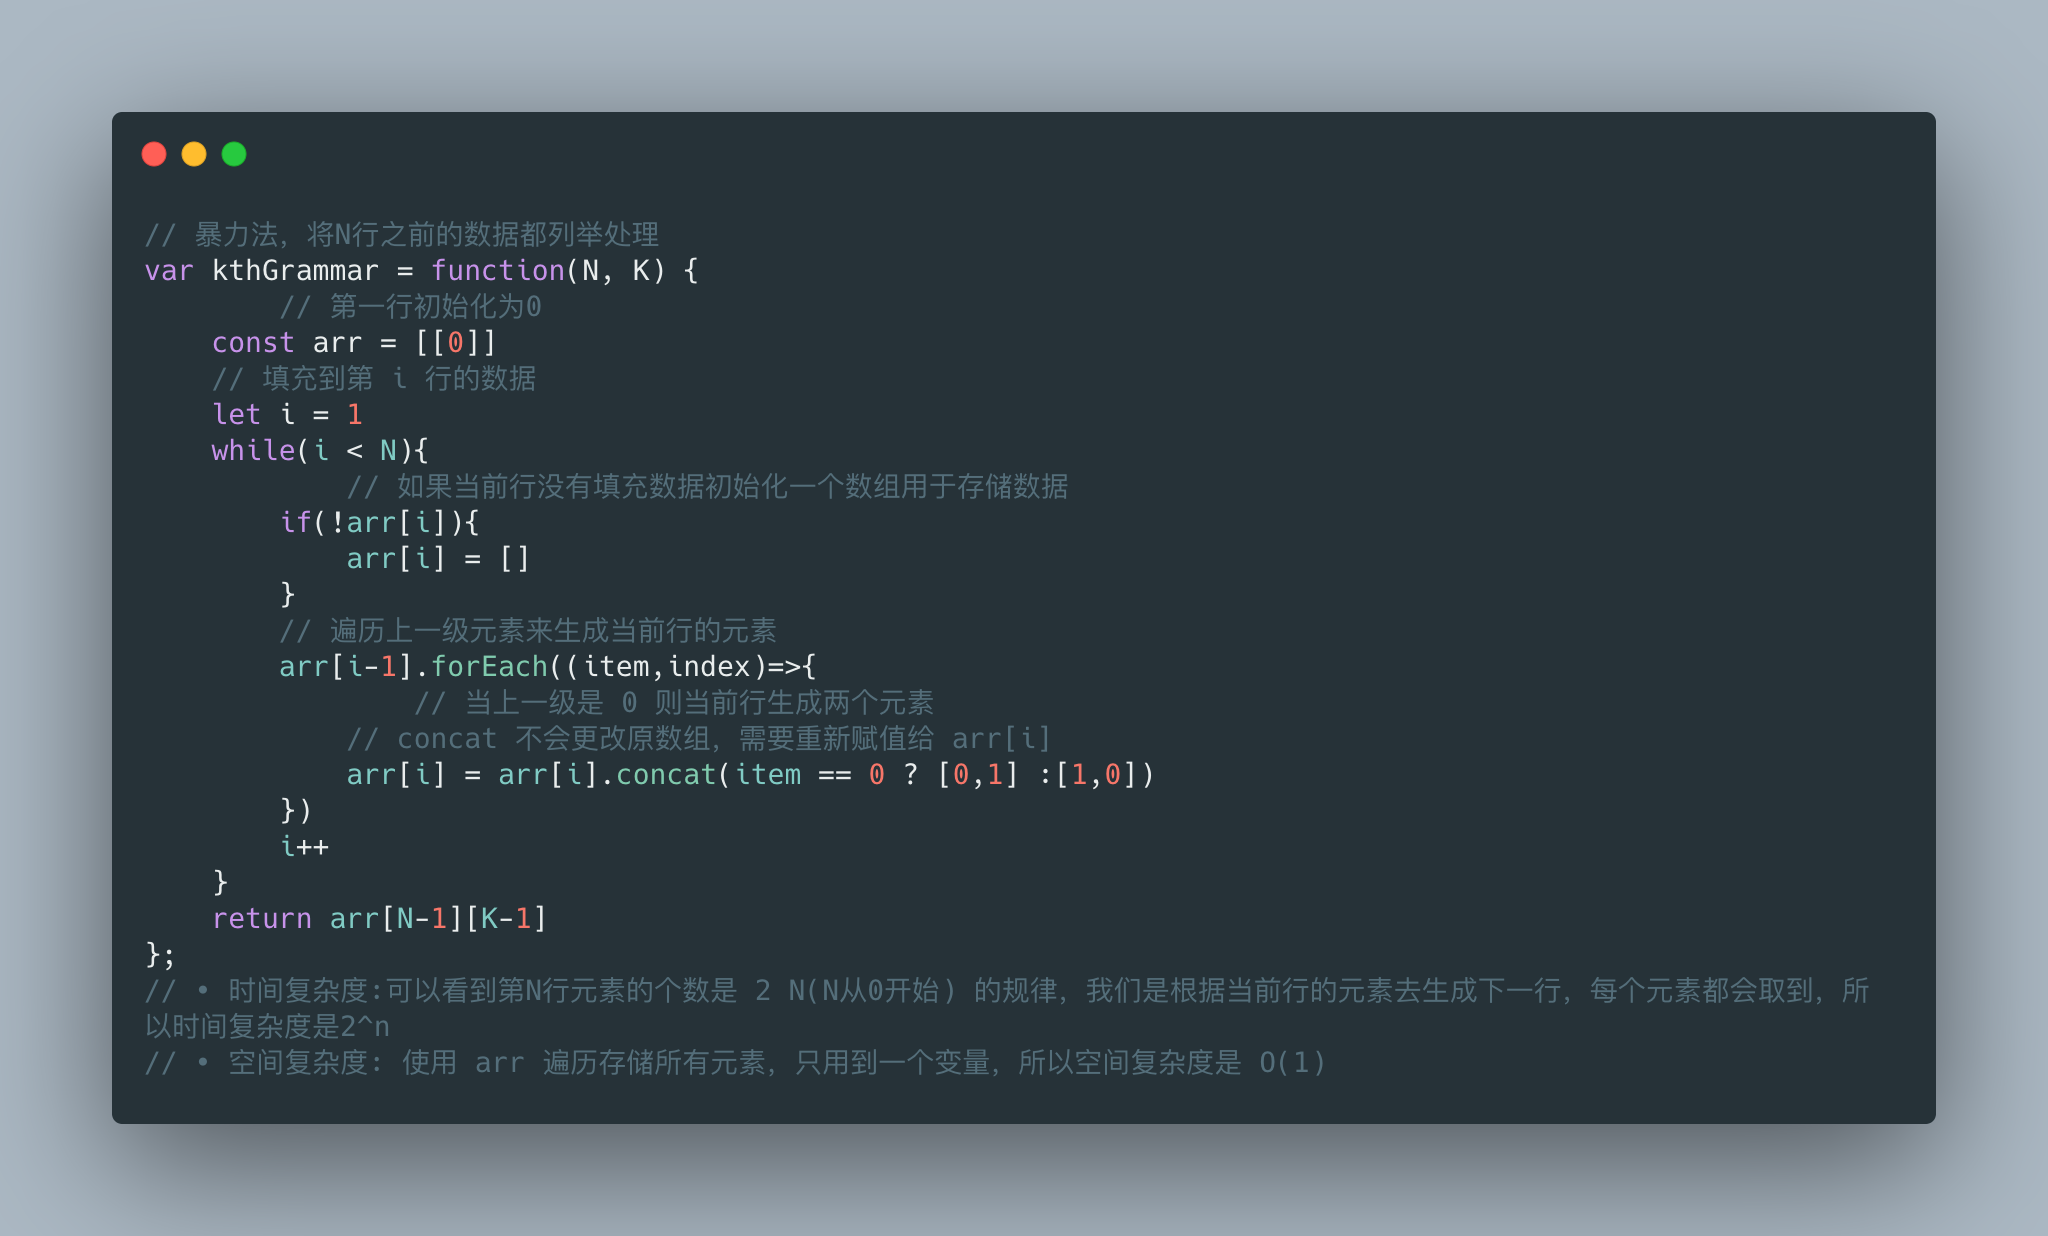 // 暴力法，将N行之前的数据都列举处理
var kthGrammar = function(N, K) {
        // 第一行初始化为0
    const arr = [[0]]
    // 填充到第 i 行的数据
    let i = 1
    while(i < N){
            // 如果当前行没有填充数据初始化一个数组用于存储数据
        if(!arr[i]){
            arr[i] = []
        }
        // 遍历上一级元素来生成当前行的元素
        arr[i-1].forEach((item,index)=>{
                // 当上一级是 0 则当前行生成两个元素
            // concat 不会更改原数组，需要重新赋值给 arr[i]
            arr[i] = arr[i].concat(item == 0 ? [0,1] :[1,0])
        })
        i++
    }
    return arr[N-1][K-1]
};
// • 时间复杂度:可以看到第N行元素的个数是 2 N(N从0开始) 的规律，我们是根据当前行的元素去生成下一行，每个元素都会取到，所
以时间复杂度是2^n
// • 空间复杂度: 使用 arr 遍历存储所有元素，只用到一个变量，所以空间复杂度是 O(1)